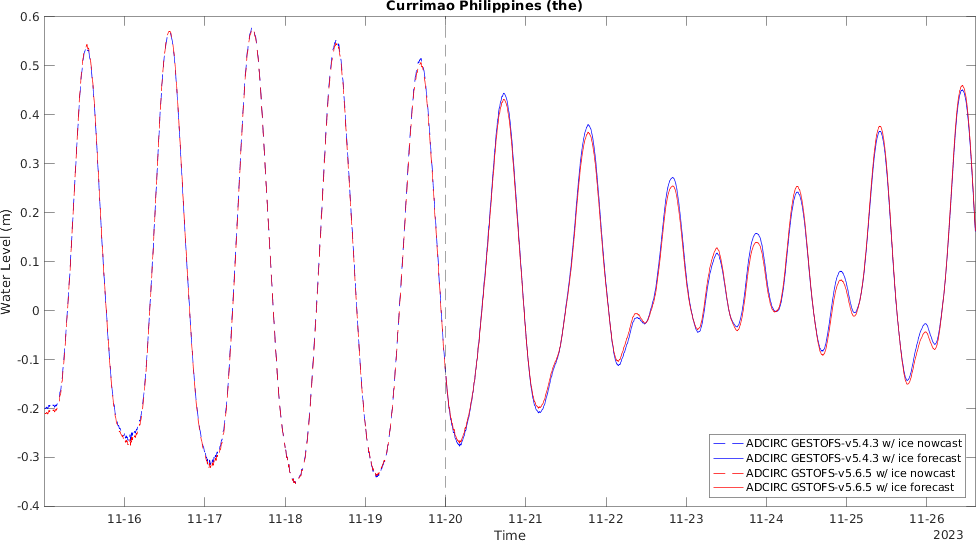 Currimao Philippines (the)
0.6
0.5
0.4
0.3
0.2
0.1
0
-0.1
-0.2
-0.3
-0.4
Water Level (m)
ADCIRC GESTOFS-v5.4.3 w/ ice nowcast
ADCIRC GESTOFS-v5.4.3 w/ ice forecast
ADCIRC GSTOFS-v5.6.5 w/ ice nowcast
ADCIRC GSTOFS-v5.6.5 w/ ice forecast
11-16 11-17 11-18 11-19 11-20 11-21 11-22 11-23 11-24 11-25 11-26
Time
2023